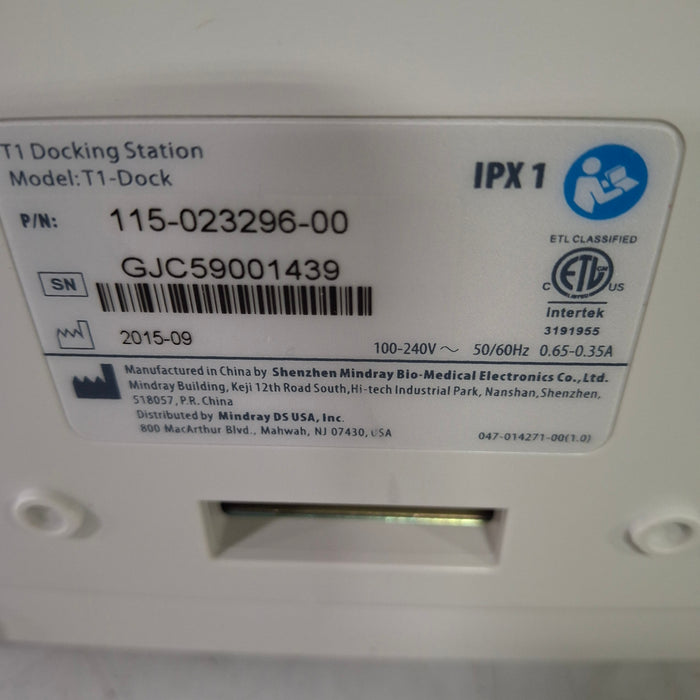 T1 Docking Station
Model:T1-Dock
IPX 1
P/N: 115-023296-00
ETL CLASSIFIED
SN GJC59001439
C ETL US
Intertek
3191955
2015-09
100-240V ~ 50/60Hz 0.65-0.35A
Manufactured in China by Shenzhen Mindray Bio-Medical Electronics Co.,Ltd.
Mindray Building, Keji 12th Road South,Hi-tech Industrial Park, Nanshan,Shenzhen,
518057,P.R. China
Distributed by Mindray DS USA, Inc.
800 MacArthur Blvd., Mahwah, NJ 07430, USA
047-014271-00(1.0)